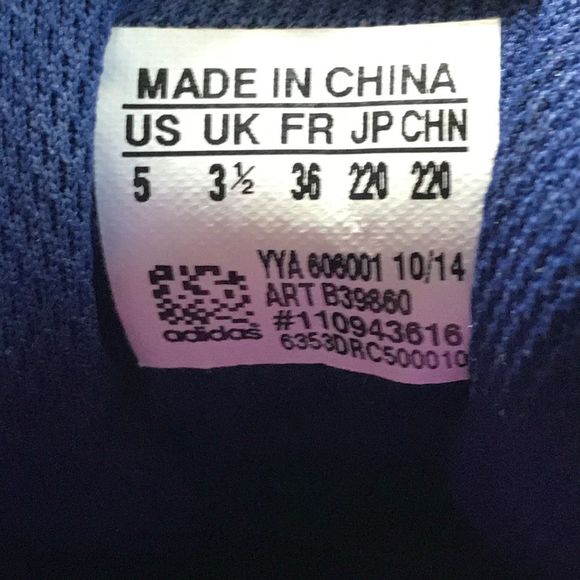 MADE IN CHINA
US UK FR JP CHN
5 3½ 36 220 220
YYA 606001 10/14
ART B39860
#110943616
6353DRC500010
adidas